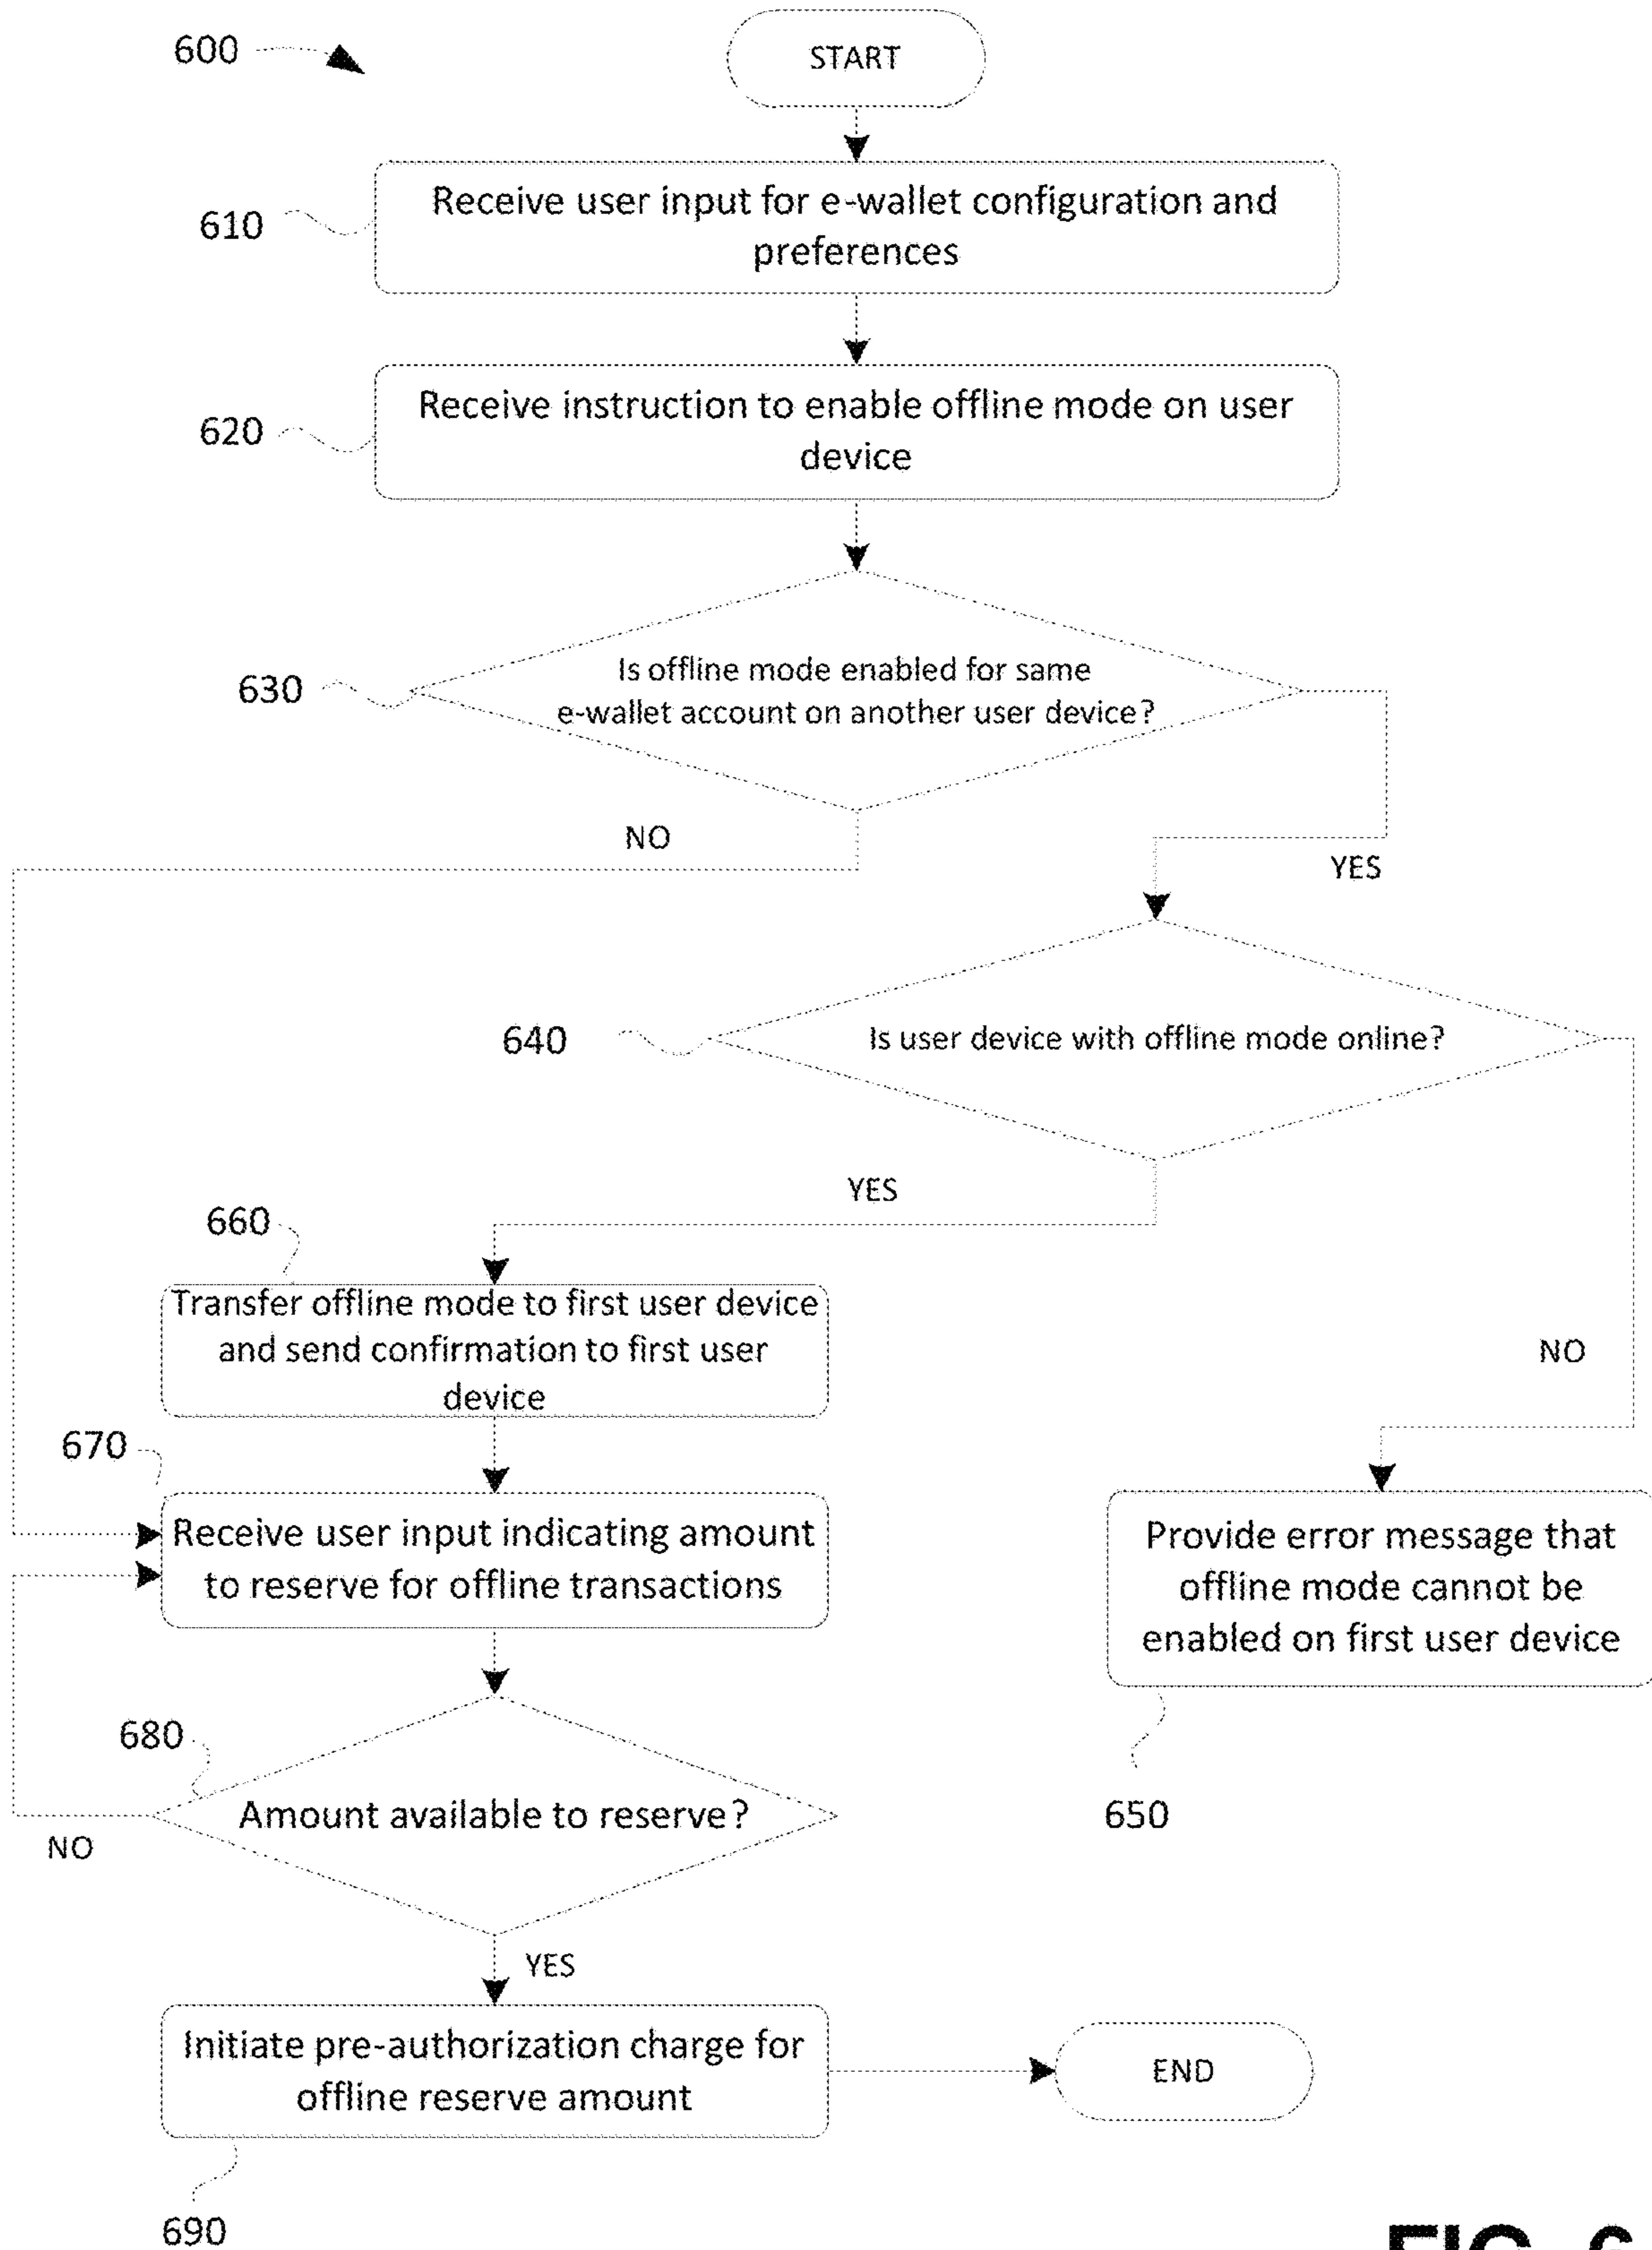 600
START
610
Receive user input for e-wallet configuration and
preferences
620
Receive instruction to enable offline mode on user
device
630
Is offline mode enabled for same
e-wallet account on another user device?
NO
YES
640
Is user device with offline mode online?
YES
660
Transfer offline mode to first user device
and send confirmation to first user
device
NO
670
Receive user input indicating amount
to reserve for offline transactions
Provide error message that
offline mode cannot be
enabled on first user device
680
Amount available to reserve?
650
NO
YES
Initiate pre-authorization charge for
offline reserve amount
END
690
FIG. 6